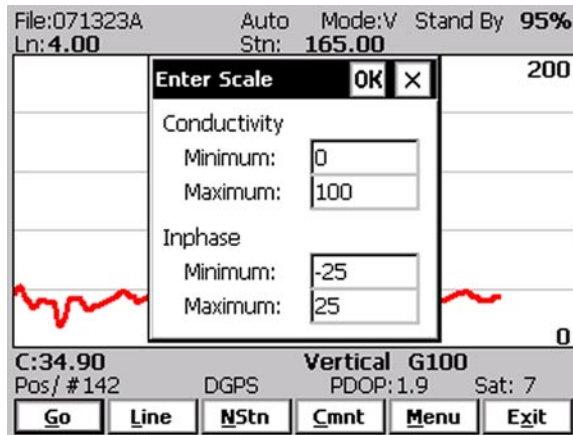 File:071323A Auto Mode:V Stand By 95%
Ln:4.00 Stn: 165.00
200
Enter Scale OK ×
Conductivity
Minimum: 0
Maximum: 100
Inphase
Minimum: -25
Maximum: 25
0
C:34.90 Vertical G100
Pos/ #142 DGPS PDOP:1.9 Sat: 7
Go Line NStn Cmnt Menu Exit